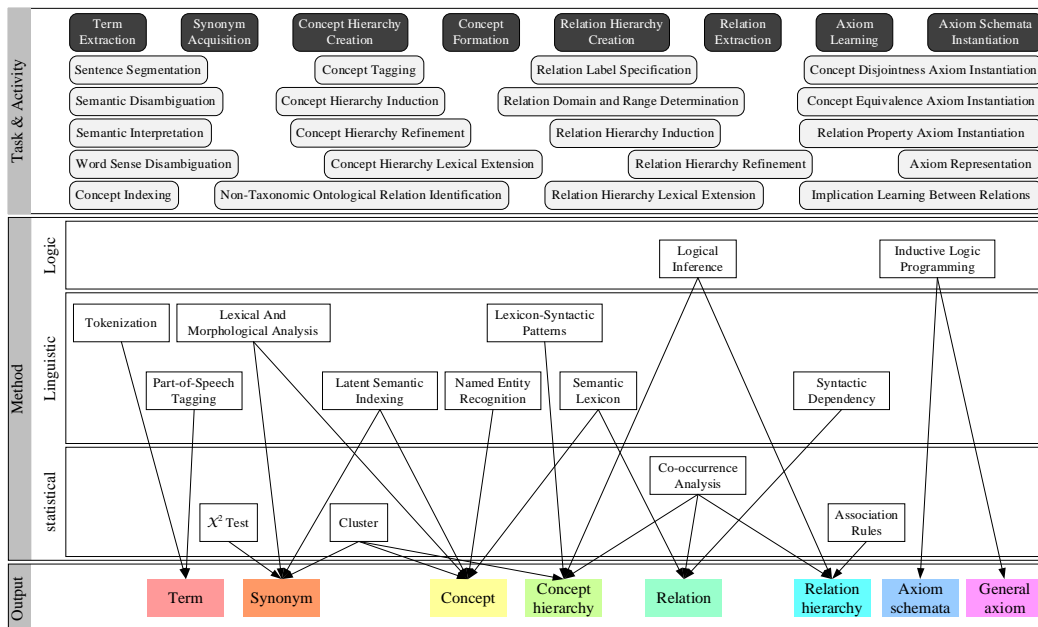 Task & Activity
Term
Extraction
Synonym
Acquisition
Concept Hierarchy
Creation
Concept
Formation
Relation Hierarchy
Creation
Relation
Extraction
Axiom
Learning
Axiom Schemata
Instantiation
Sentence Segmentation
Concept Tagging
Relation Label Specification
Concept Disjointness Axiom Instantiation
Semantic Disambiguation
Concept Hierarchy Induction
Relation Domain and Range Determination
Concept Equivalence Axiom Instantiation
Semantic Interpretation
Concept Hierarchy Refinement
Relation Hierarchy Induction
Relation Property Axiom Instantiation
Word Sense Disambiguation
Concept Hierarchy Lexical Extension
Relation Hierarchy Refinement
Axiom Representation
Concept Indexing
Non-Taxonomic Ontological Relation Identification
Relation Hierarchy Lexical Extension
Implication Learning Between Relations
Method
Logic
Logical
Inference
Inductive Logic
Programming
Linguistic
Tokenization
Lexical And
Morphological Analysis
Lexicon-Syntactic
Patterns
Part-of-Speech
Tagging
Latent Semantic
Indexing
Named Entity
Recognition
Semantic
Lexicon
Syntactic
Dependency
statistical
Co-occurrence
Analysis
X² Test
Cluster
Association
Rules
Output
Term
Synonym
Concept
Concept
hierarchy
Relation
Relation
hierarchy
Axiom
schemata
General
axiom